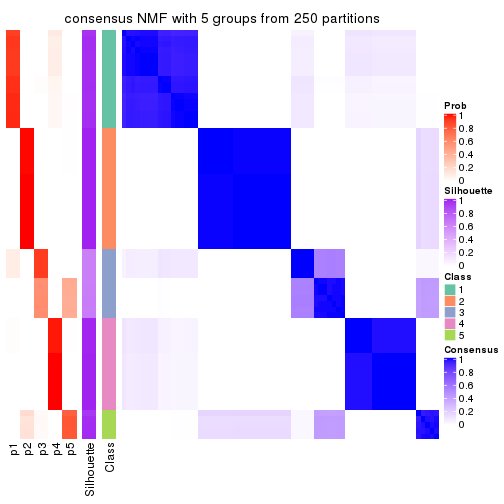 consensus NMF with 5 groups from 250 partitions
Prob
1
0.8
0.6
0.4
0.2
0
Silhouette
1
0.8
0.6
0.4
0.2
0
Class
1
2
3
4
5
Consensus
1
0.8
0.6
0.4
0.2
0
p1
p2
p3
p4
p5
Silhouette
Class